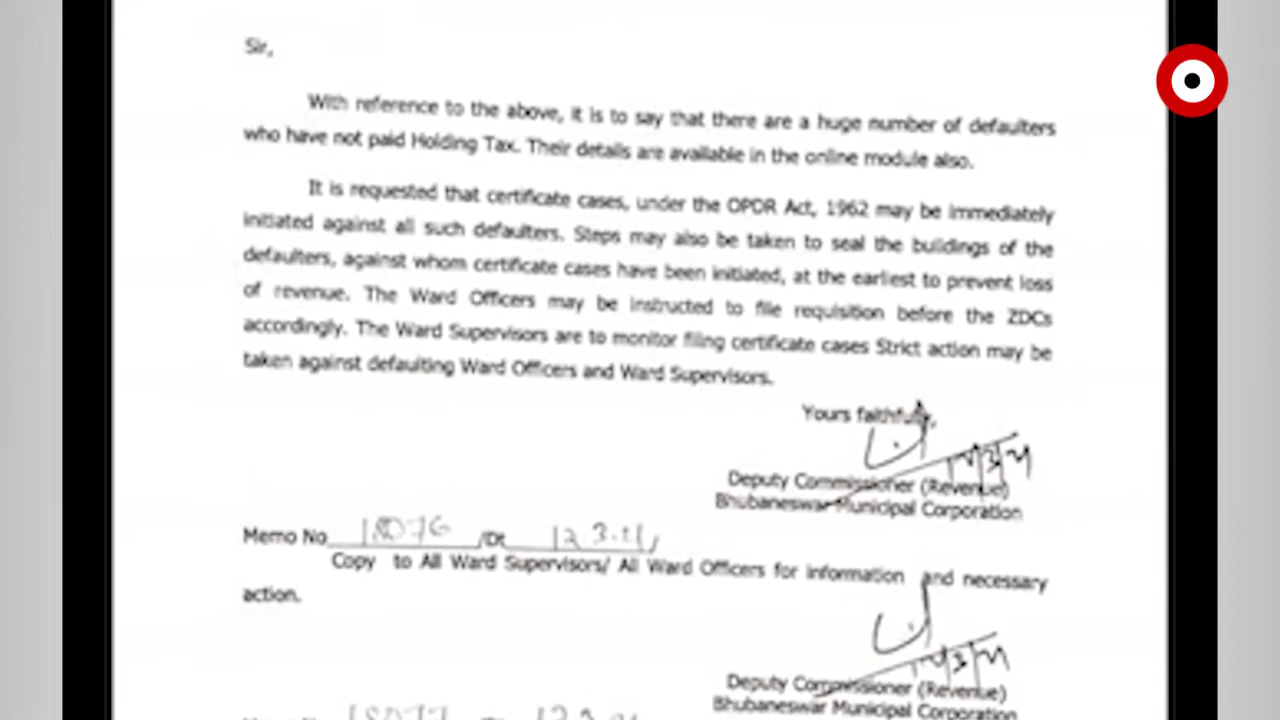 Sir,
With reference to the above, it is to say that there are a huge number of defaulters
who have not paid Holding Tax. Their details are available in the online module also.
It is requested that certificate cases, under the OPDR Act, 1962 may be immediately
initiated against all such defaulters. Steps may also be taken to seal the buildings of the
defaulters, against whom certificate cases have been initiated, at the earliest to prevent loss
of revenue. The Ward Officers may be instructed to file requisition before the ZDCs
accordingly. The Ward Supervisors are to monitor filing certificate cases Strict action may be
taken against defaulting Ward Officers and Ward Supervisors.
Yours faithfully,
Deputy Commissioner (Revenue)
Bhubaneswar Municipal Corporation
Memo No 18076 /Dt
Copy to All Ward Supervisors/ All Ward Officers for information and necessary
action.
Deputy Commissioner (Revenue)
Bhubaneswar Municipal Corporation
18077